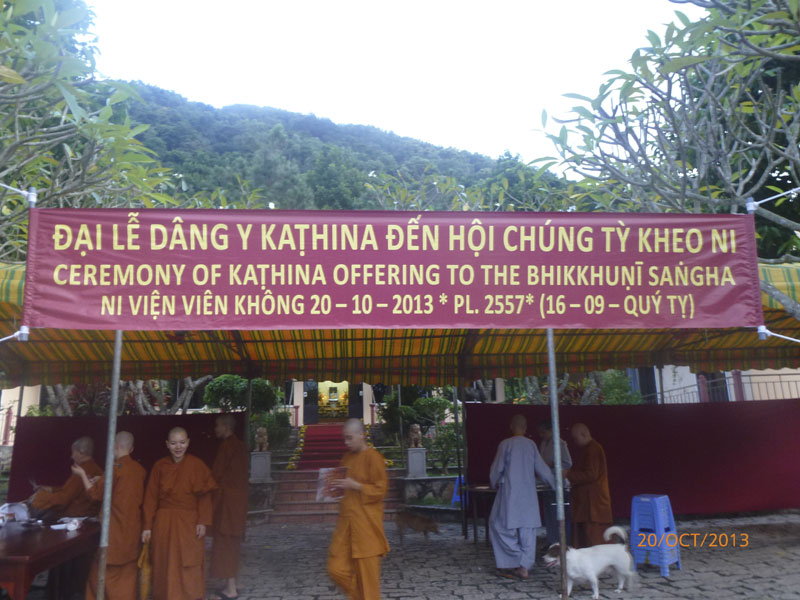 ĐẠI LỄ DÂNG Y KAṬHINA ĐẾN HỘI CHÚNG TỲ KHEO NI
CEREMONY OF KAṬHINA OFFERING TO THE BHIKKHUṆĪ SAṄGHA
NI VIỆN VIÊN KHÔNG 20 – 10 – 2013 * PL. 2557* (16 – 09 – QUÝ TỴ)
20/OCT/2013